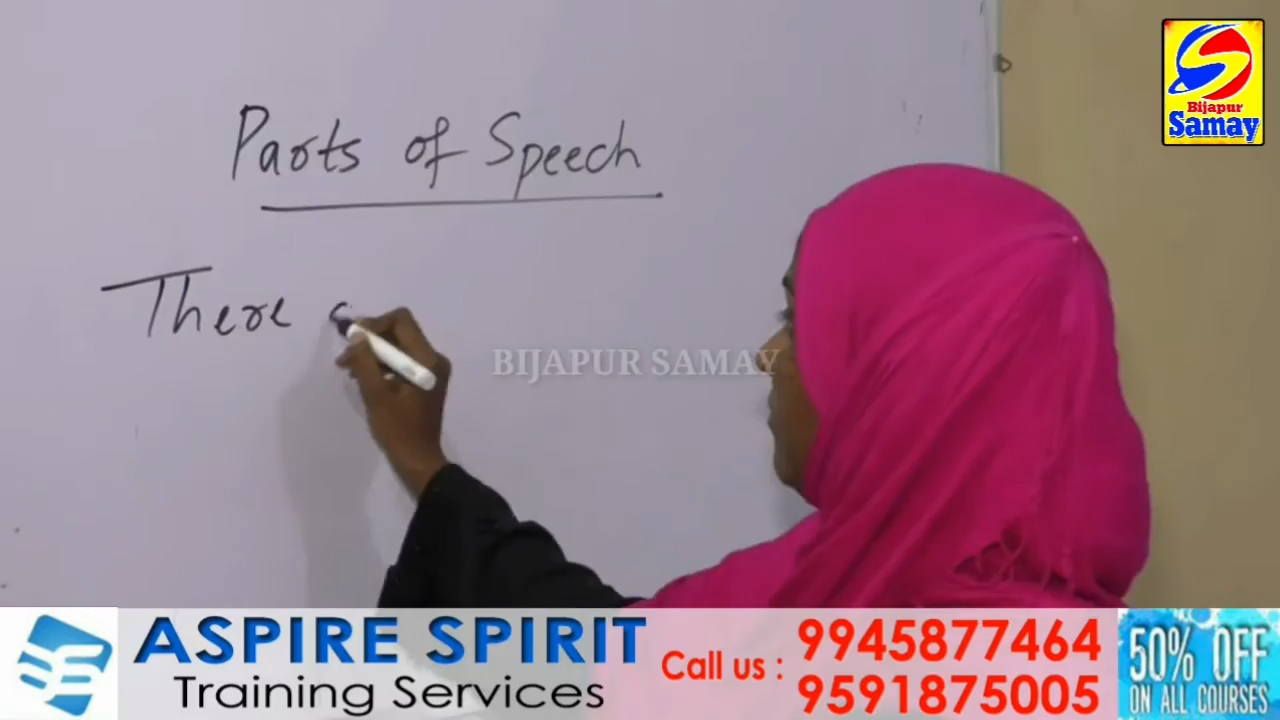 Bijapur
Samay
Parts of Speech
There
BIJAPUR SAMAY
ASPIRE SPIRIT
Training Services
Call us :
9945877464
9591875005
50% OFF
ON ALL COURSES